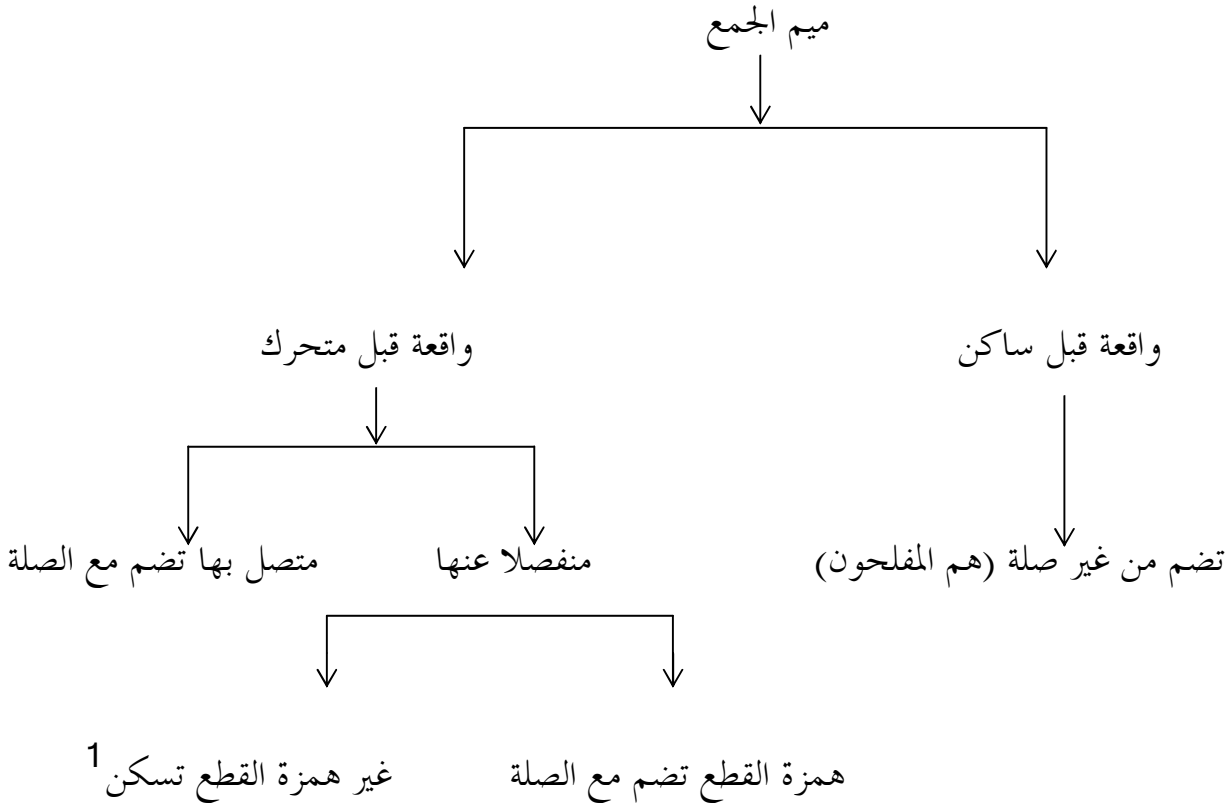 ميم الجمع
واقعة قبل ساكن
واقعة قبل متحرك
تضم من غير صلة (هم المفلحون)
منفصلا عنها
متصل بها تضم مع الصلة
همزة القطع تضم مع الصلة
غير همزة القطع تسكن1